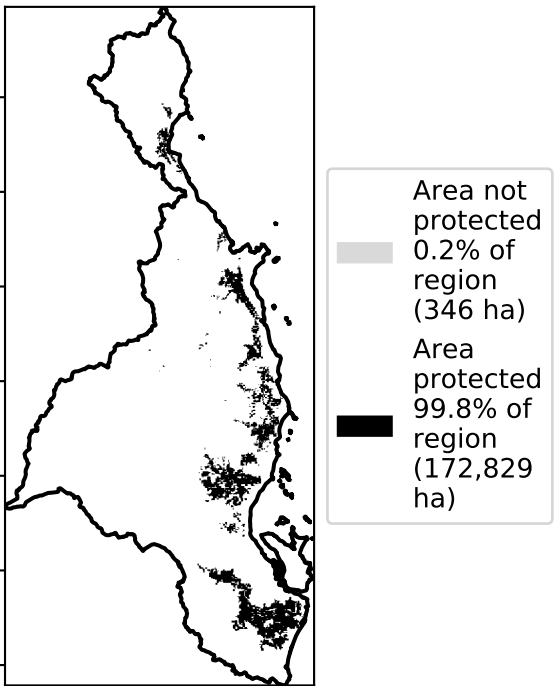 Area not
protected
0.2% of
region
(346 ha)
Area
protected
99.8% of
region
(172,829
ha)